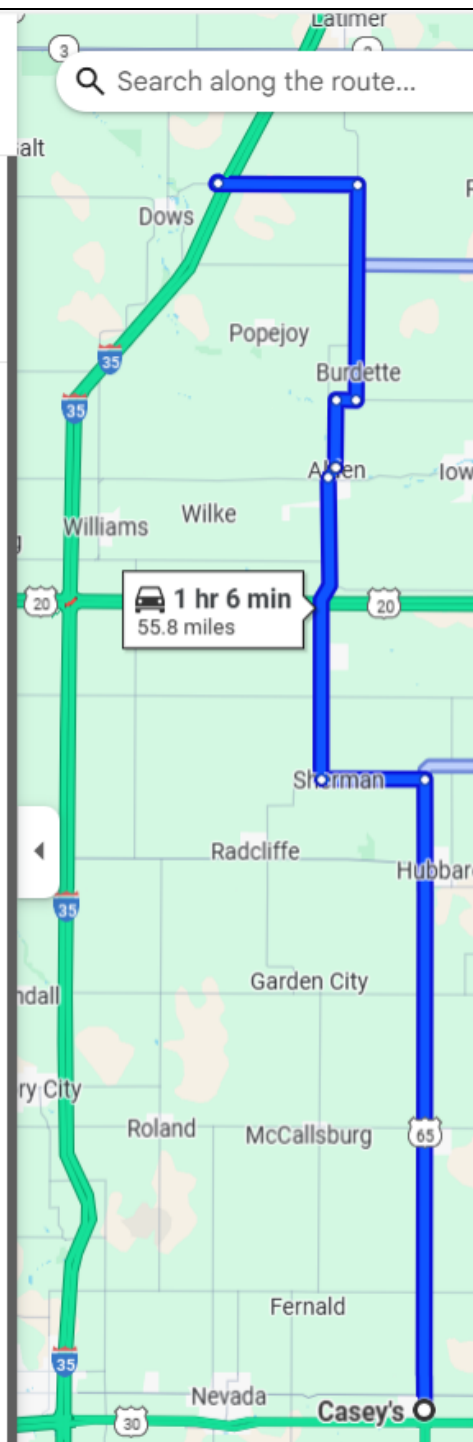 Latimer
3
3
Search along the route...
alt
Dows
Popejoy
35
Burdette
35
Alden
Iow
Wilke
Williams
20
1 hr 6 min
20
55.8 miles
Sherman
Radcliffe
Hubbar
35
Garden City
ndall
ry City
Roland
McCallsburg
65
Fernald
35
Nevada
Casey's
30